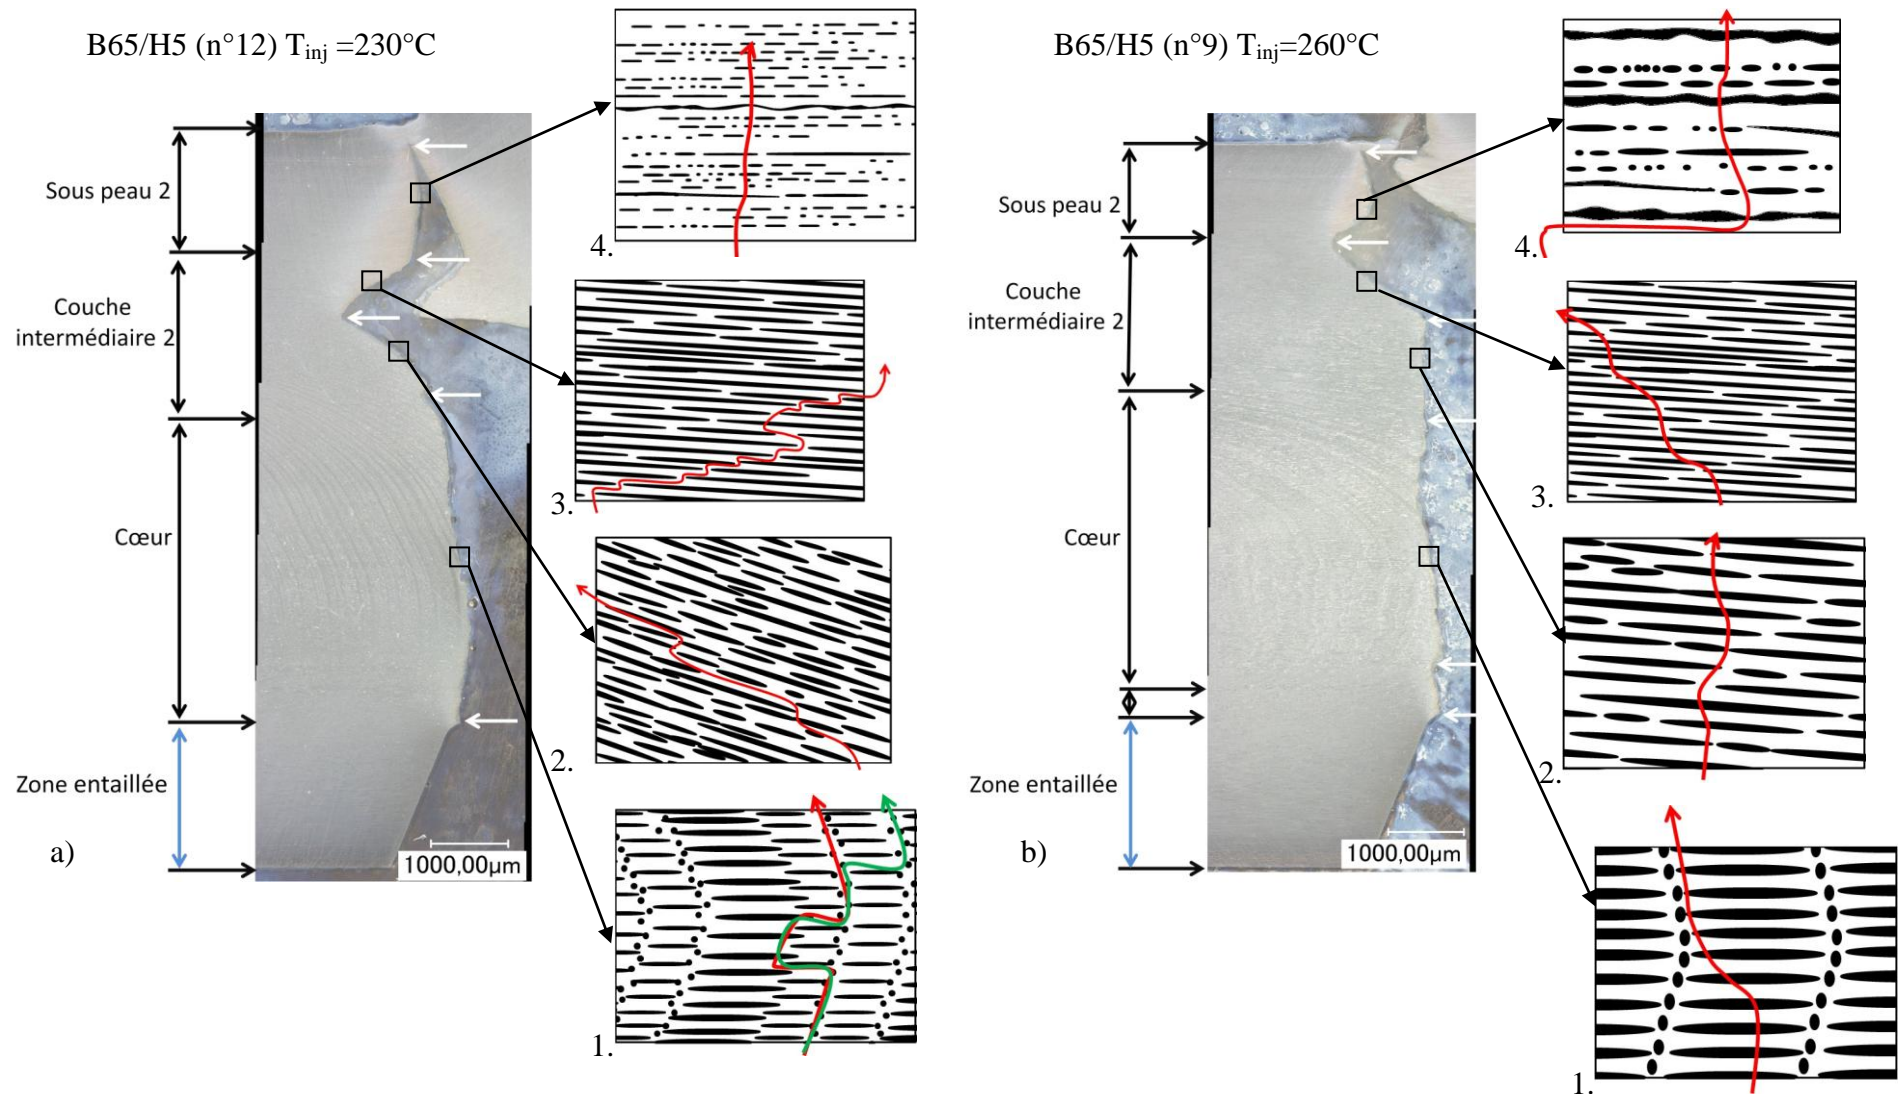 B65/H5 (n°12) Tinj =230°C
Sous peau 2
Couche
intermédiaire 2
Cœur
Zone entaillée
a)
1000,00µm
4.
3.
2.
1.
B65/H5 (n°9) Tinj=260°C
Sous peau 2
Couche
intermédiaire 2
Cœur
Zone entaillée
b)
1000,00µm
4.
3.
2.
1.